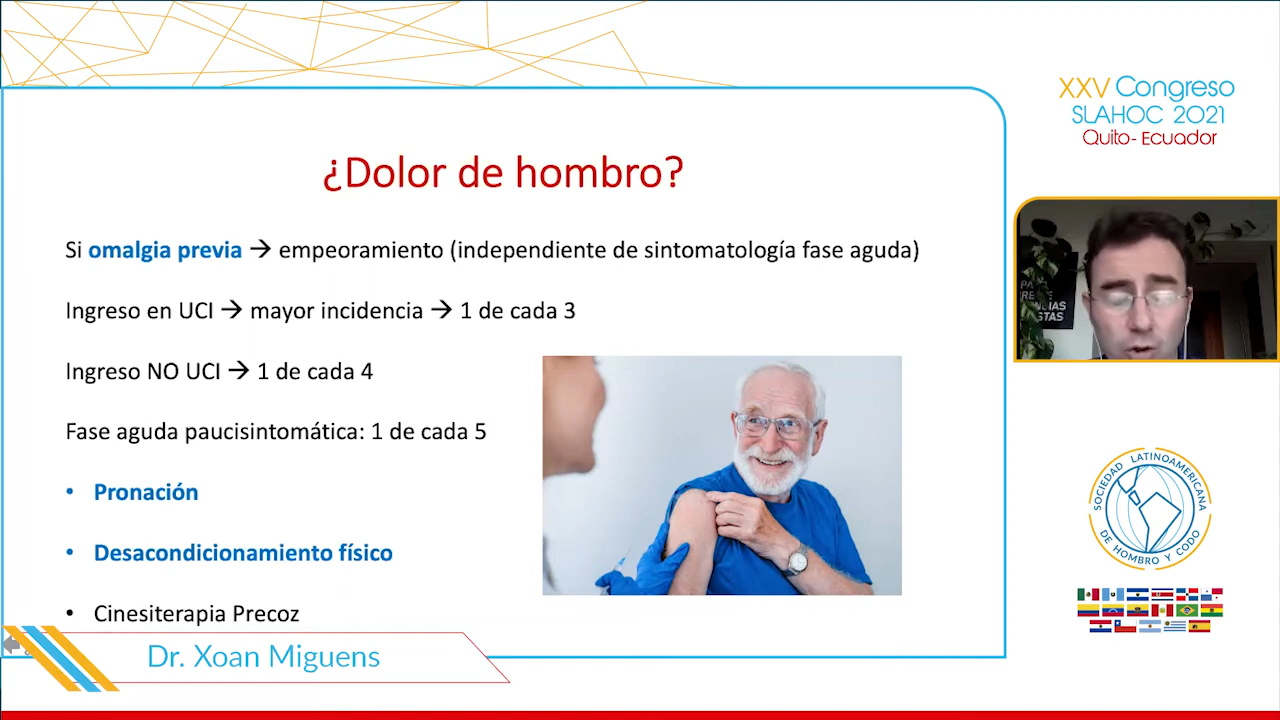 XXV Congreso
SLAHOC 2021
Quito - Ecuador
¿Dolor de hombro?
Si omalgia previa → empeoramiento (independiente de sintomatología fase aguda)
Ingreso en UCI → mayor incidencia → 1 de cada 3
Ingreso NO UCI → 1 de cada 4
Fase aguda paucisintomática: 1 de cada 5
• Pronación
• Desacondicionamiento físico
• Cinesiterapia Precoz
Dr. Xoan Miguens
SOCIEDAD LATINOAMERICANA
DE HOMBRO Y CODO